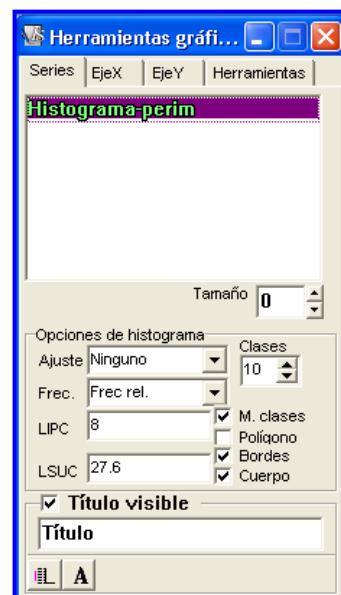 Herramientas gráfi...
Series EjeX EjeY Herramientas
Histograma-perim
Tamaño 0
Opciones de histograma
Clases
Ajuste Ninguno 10
Frec. Frec rel.
LIPC 8 M. clases
Polígono
Bordes
LSUC 27.6 Cuerpo
Título visible
Título
A